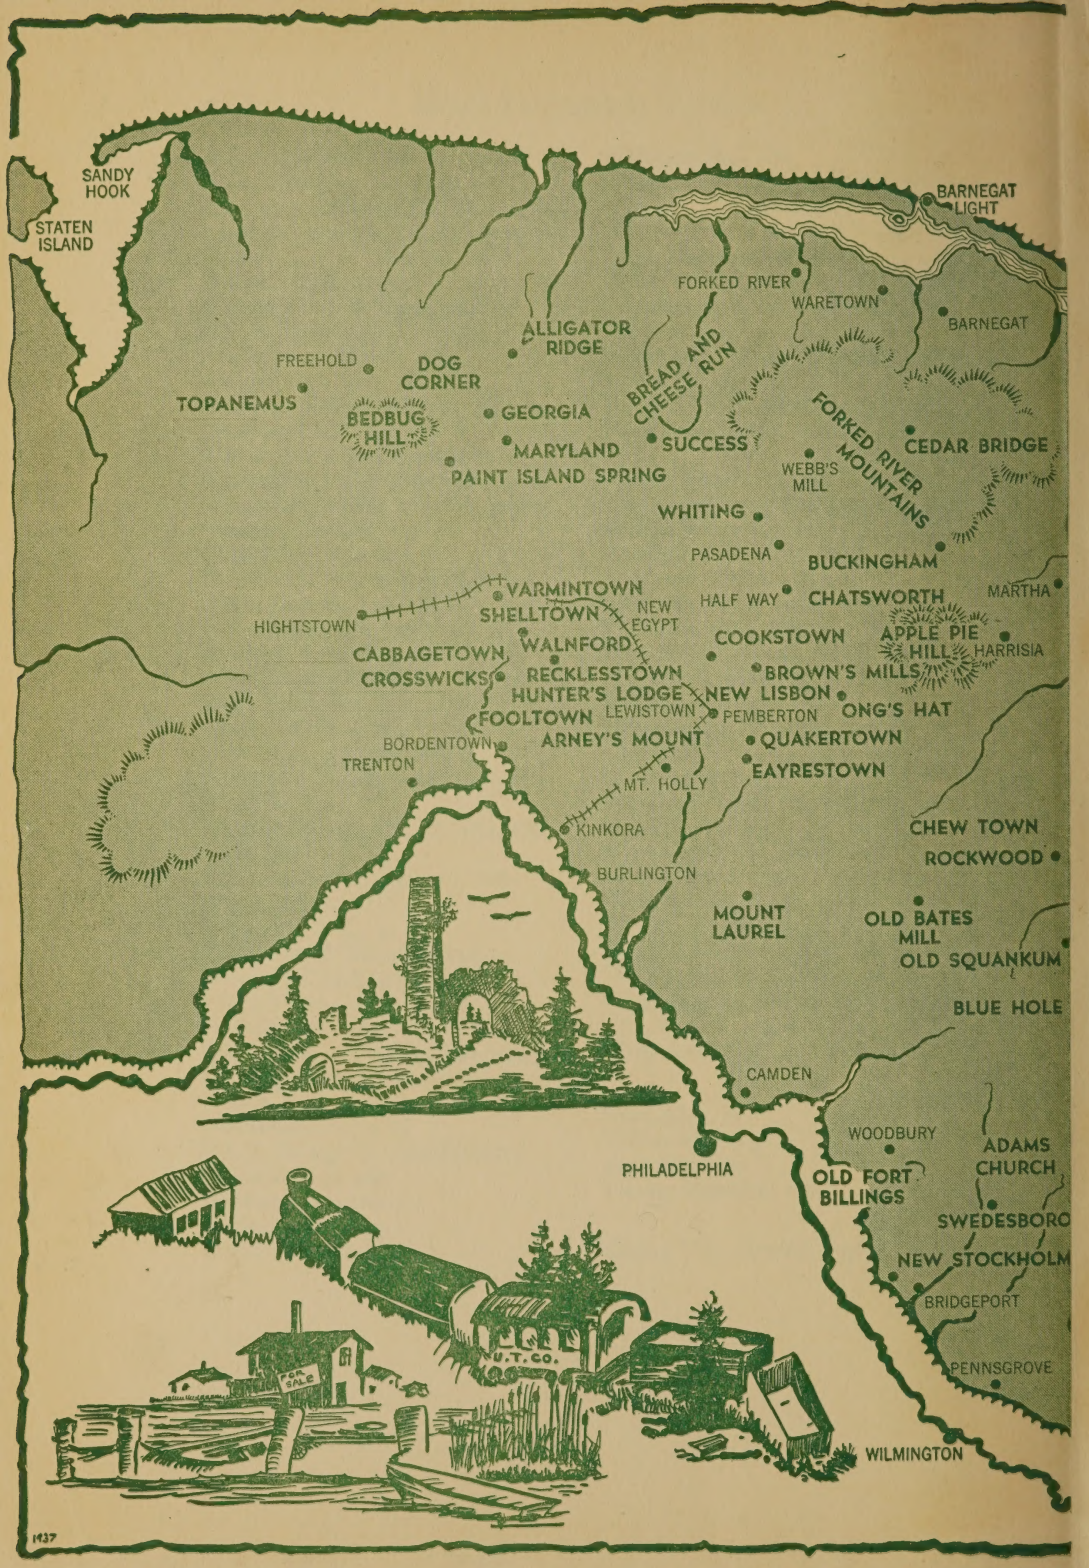 SANDY
HOOK
STATEN
ISLAND
BARNEGAT
LIGHT
FORKED RIVER
WARETOWN
BARNEGAT
ALLIGATOR
RIDGE
BREAD AND
CHEESE RUN
FREEHOLD
DOG
CORNER
TOPANEMUS
BEDBUG
HILL
GEORGIA
MARYLAND
SUCCESS
PAINT ISLAND SPRING
FORKED RIVER
MOUNTAINS
CEDAR BRIDGE
WEBB'S
MILL
WHITING
PASADENA
BUCKINGHAM
VARMINTOWN
SHELLTOWN
NEW
EGYPT
HALF WAY
CHATSWORTH
MARTHA
HIGHTSTOWN
WALNFORD
COOKSTOWN
APPLE PIE
HILL
HARRISIA
CABBAGETOWN
CROSSWICKS
RECKLESSTOWN
BROWN'S MILLS
HUNTER'S LODGE
NEW LISBON
ONG'S HAT
FOOLTOWN
LEWISTOWN
PEMBERTON
BORDENTOWN
ARNEY'S MOUNT
QUAKERTOWN
TRENTON
MT. HOLLY
EAYRESTOWN
KINKORA
CHEW TOWN
ROCKWOOD
BURLINGTON
MOUNT
LAUREL
OLD BATES
MILL
OLD SQUANKUM
BLUE HOLE
CAMDEN
WOODBURY
PHILADELPHIA
ADAMS
CHURCH
OLD FORT
BILLINGS
SWEDESBORO
NEW STOCKHOLM
BRIDGEPORT
PENNSGROVE
WILMINGTON
1937